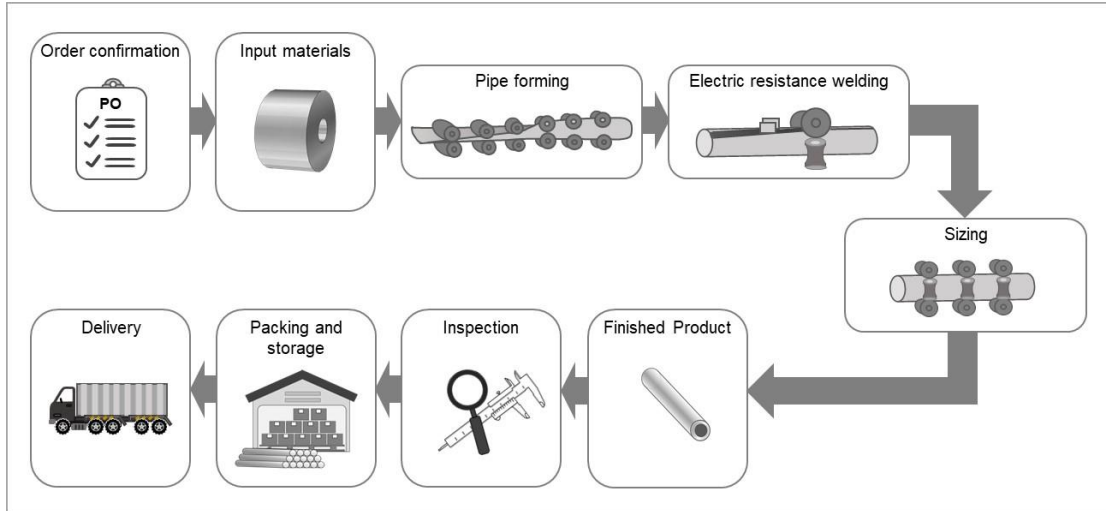 Order confirmation
PO
Input materials
Pipe forming
Electric resistance welding
Sizing
Delivery
Packing and
storage
Inspection
Finished Product